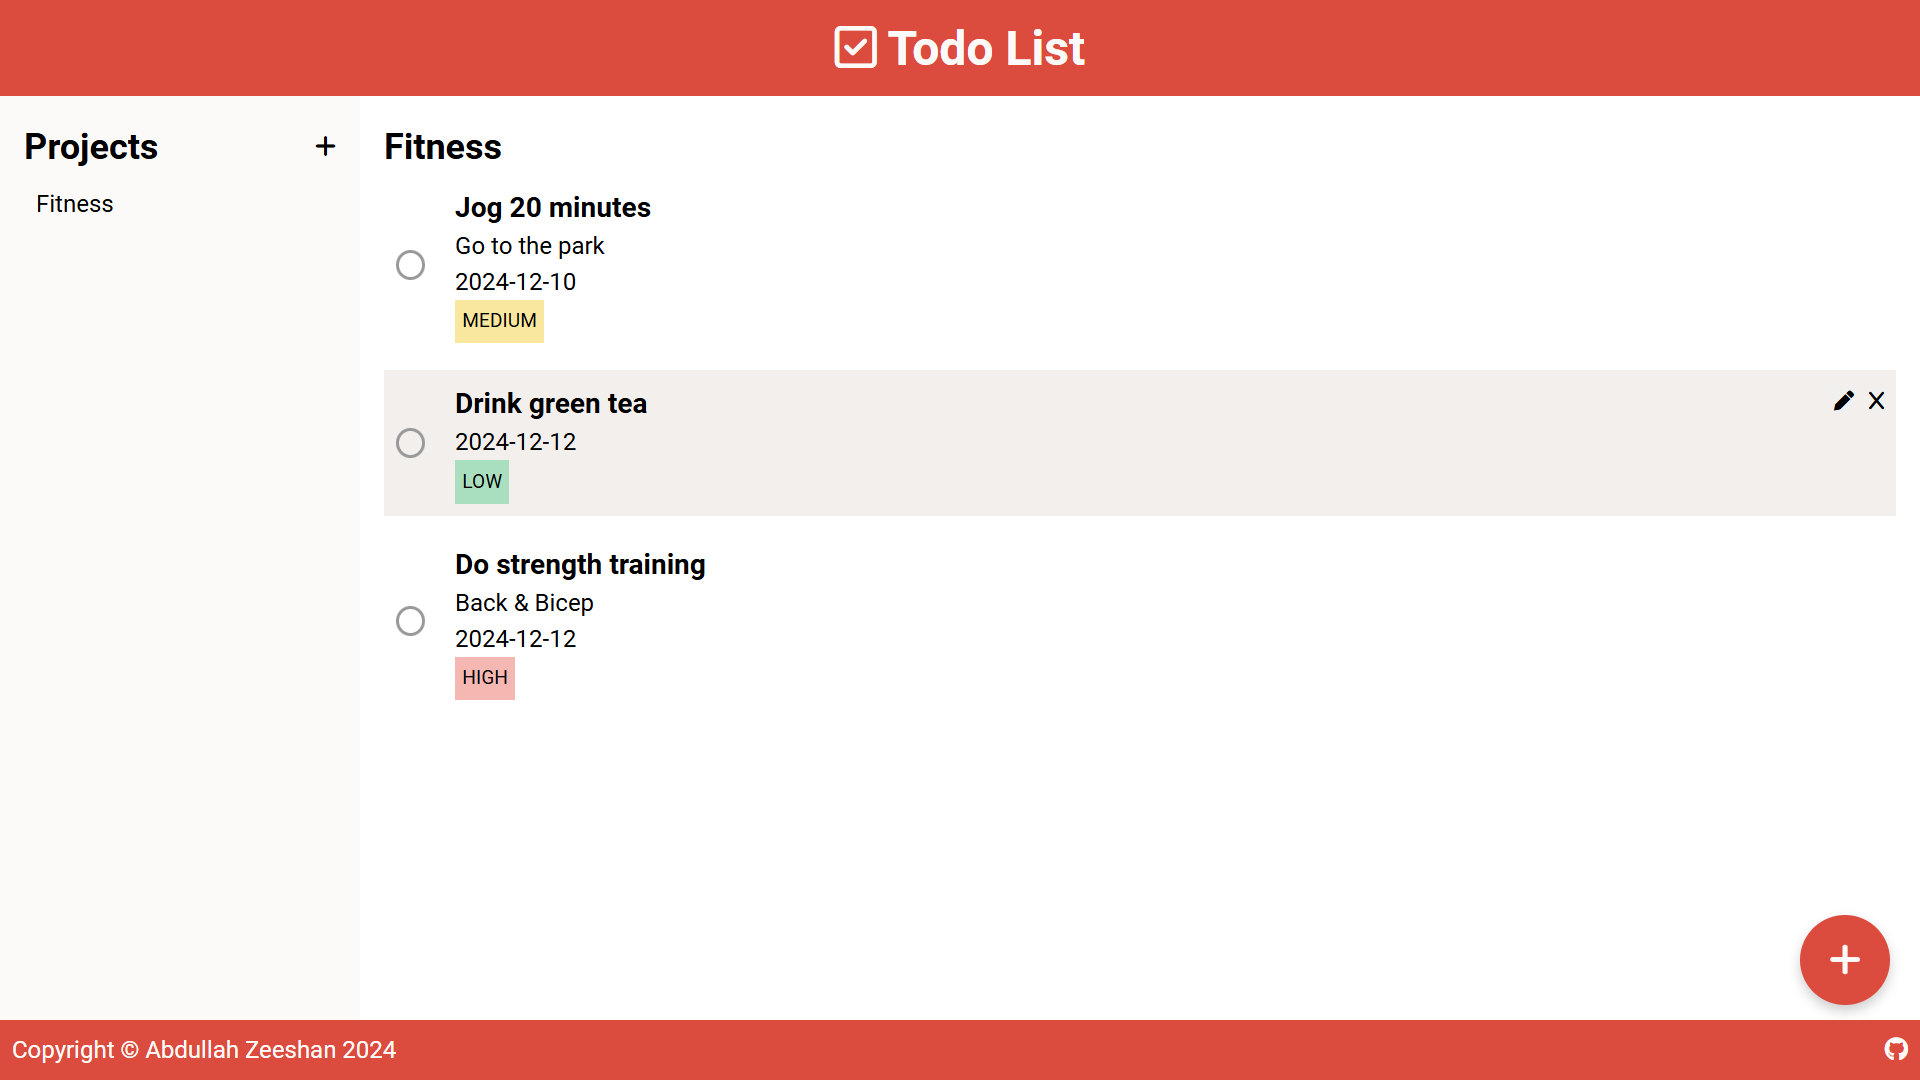 Todo List
Projects
Fitness
Fitness
Jog 20 minutes
Go to the park
2024-12-10
MEDIUM
Drink green tea
2024-12-12
LOW
Do strength training
Back & Bicep
2024-12-12
HIGH
Copyright © Abdullah Zeeshan 2024